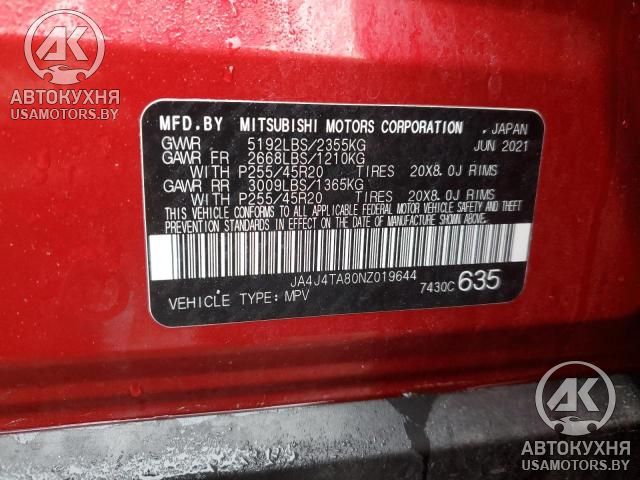 АК
АВТОКУХНЯ
USAMOTORS.BY
MFD.BY MITSUBISHI MOTORS CORPORATION . JAPAN
GVWR 5192LBS/2355KG JUN 2021
GAWR FR 2668LBS/1210KG
WITH P255/45R20 TIRES 20X8.0J RIMS
GAWR RR 3009LBS/1365KG
WITH P255/45R20 TIRES 20X8.0J RIMS
THIS VEHICLE CONFORMS TO ALL APPLICABLE FEDERAL MOTOR VEHICLE SAFETY AND THEFT
PREVENTION STANDARDS IN EFFECT ON THE DATE OF MANUFACTURE SHOWN ABOVE.
JA4J4TA80NZ019644
VEHICLE TYPE: MPV 7430C 635
АК
АВТОКУХНЯ
USAMOTORS.BY